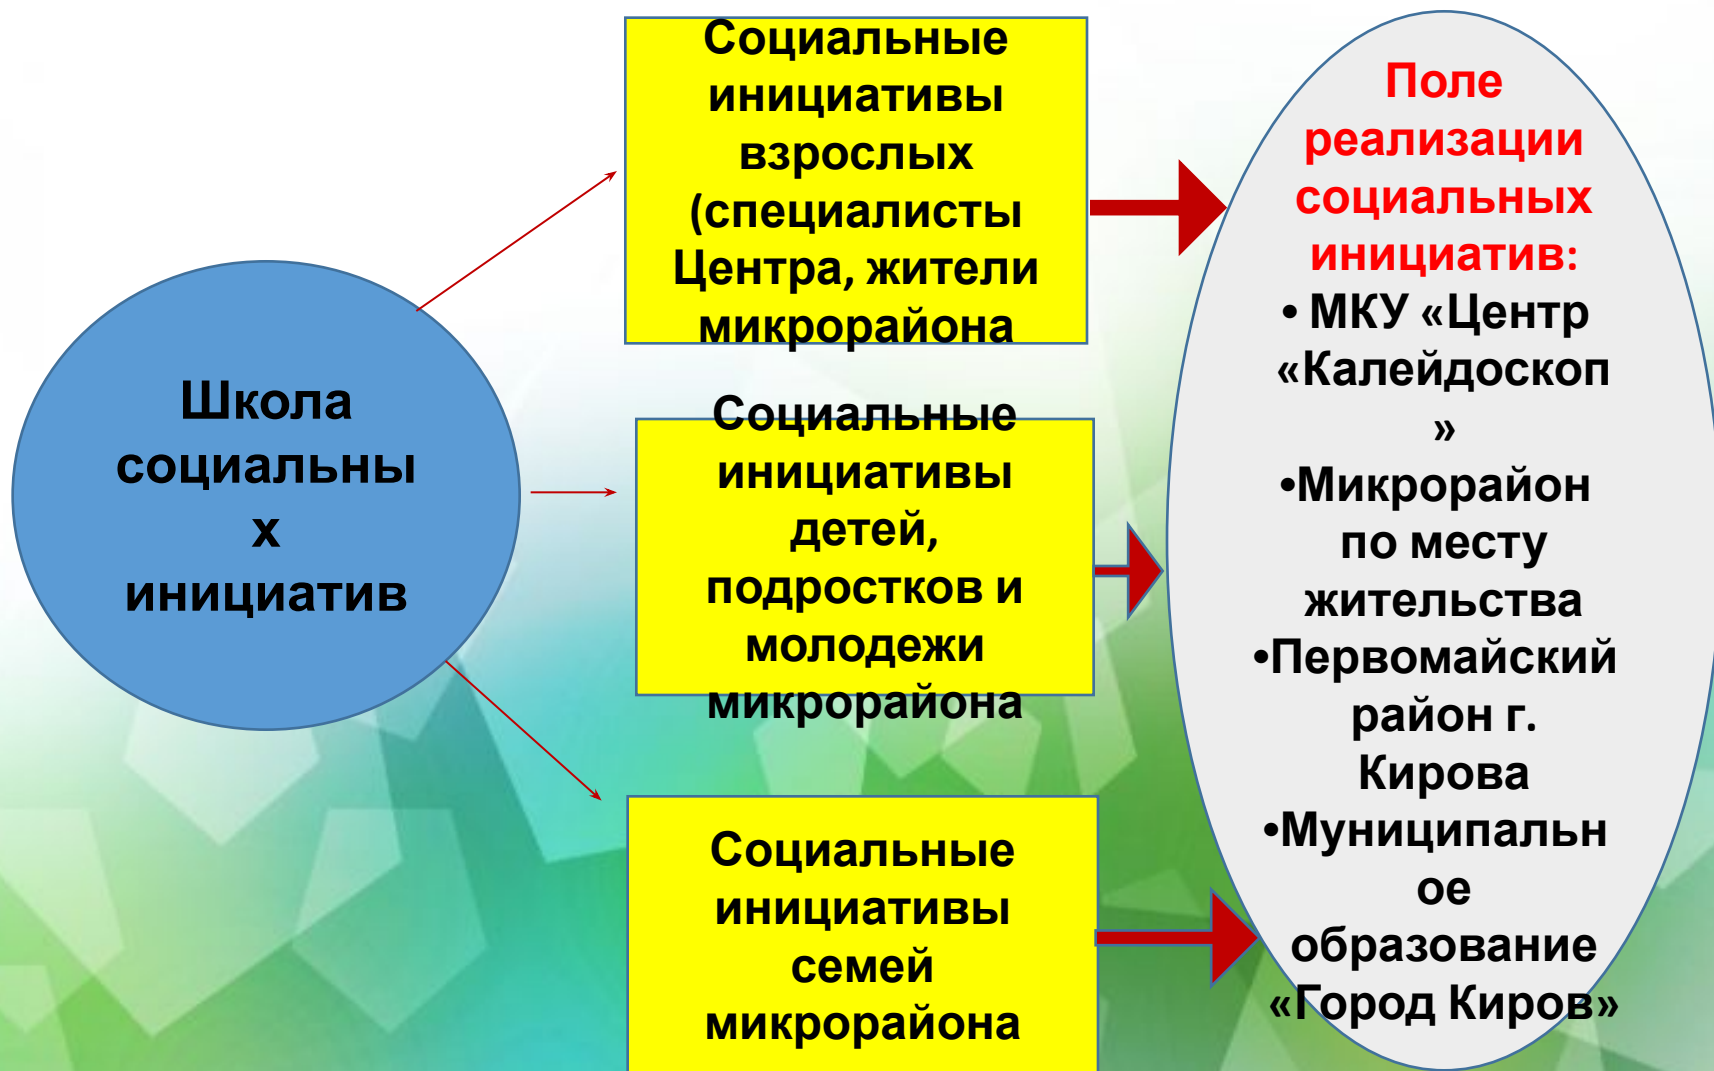 Школа
социальны
х
инициатив
Социальные
инициативы
взрослых
(специалисты
Центра, жители
микрорайона
Социальные
инициативы
детей,
подростков и
молодежи
микрорайона
Социальные
инициативы
семей
микрорайона
Поле
реализации
социальных
инициатив:
• МКУ «Центр
«Калейдоскоп
»
•Микрорайон
по месту
жительства
•Первомайский
район г.
Кирова
•Муниципальн
ое
образование
«Город Киров»